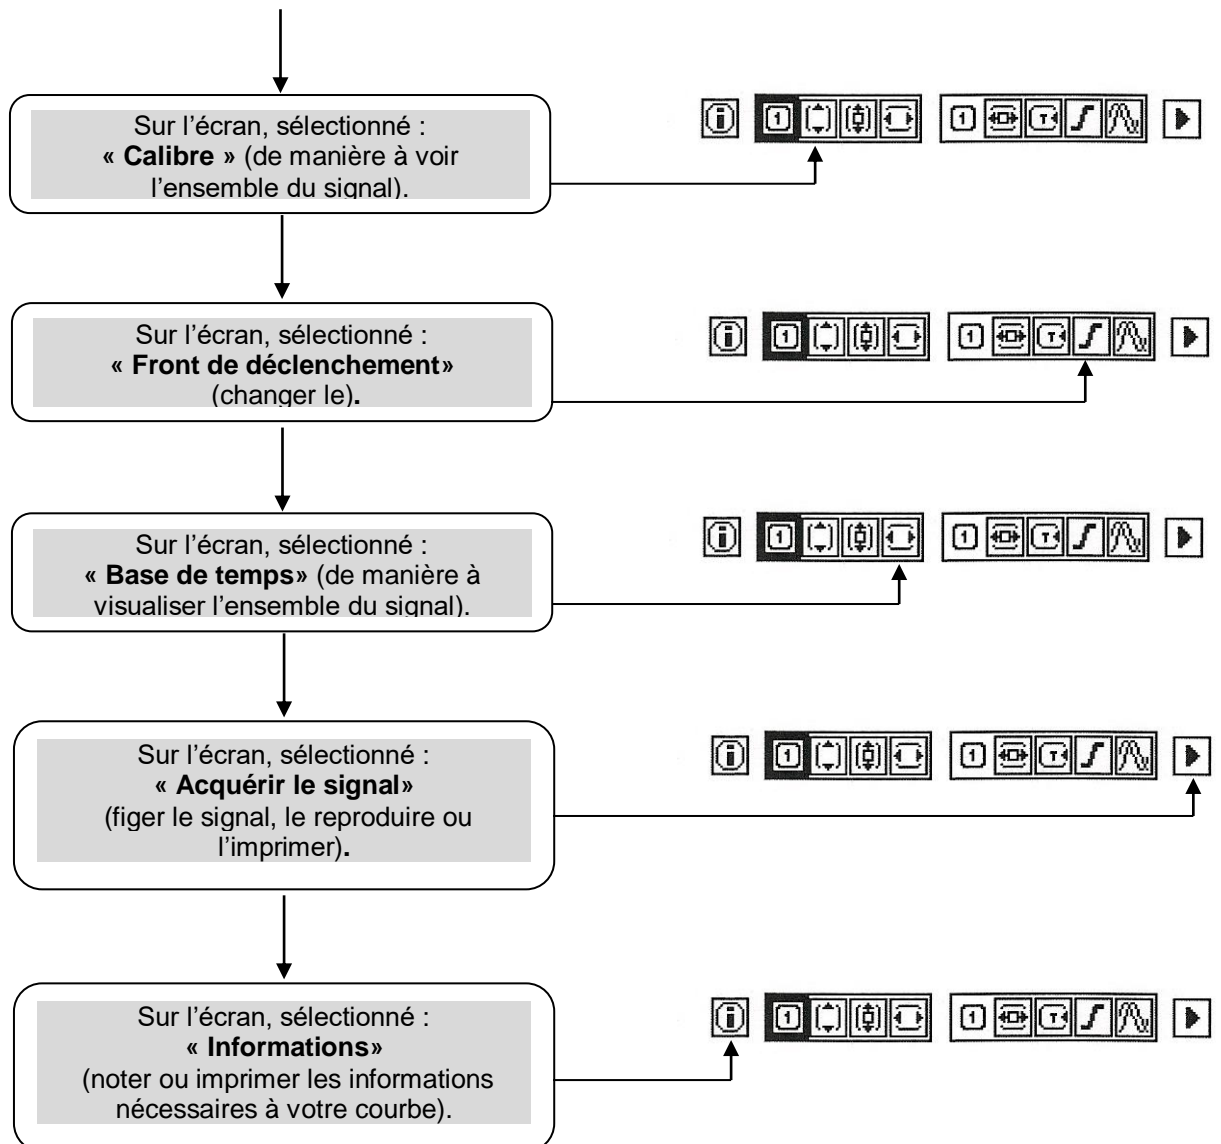 Sur l’écran, sélectionné :
« Calibre » (de manière à voir
l’ensemble du signal).
Sur l’écran, sélectionné :
« Front de déclenchement»
(changer le).
Sur l’écran, sélectionné :
« Base de temps» (de manière à
visualiser l’ensemble du signal).
Sur l’écran, sélectionné :
« Acquérir le signal»
(figer le signal, le reproduire ou
l’imprimer).
Sur l’écran, sélectionné :
« Informations»
(noter ou imprimer les informations
nécessaires à votre courbe).